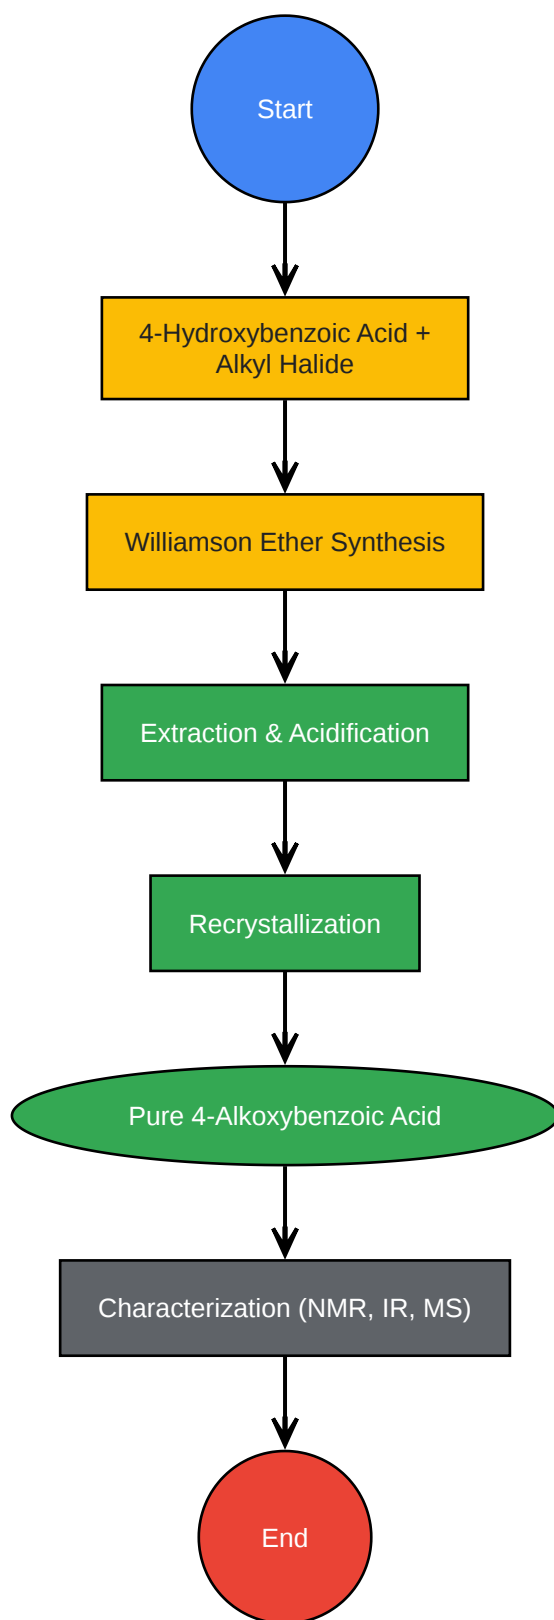 Start
4-Hydroxybenzoic Acid +
Alkyl Halide
Williamson Ether Synthesis
Extraction & Acidification
Recrystallization
Pure 4-Alkoxybenzoic Acid
Characterization (NMR, IR, MS)
End